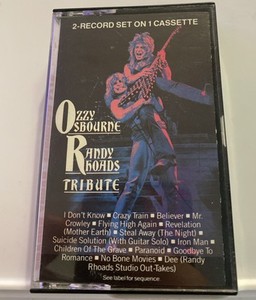 2-RECORD SET ON 1 CASSETTE
OZZY
OSBOURNE
RANDY
RHOADS
TRIBUTE
I Don't Know ■ Crazy Train ■ Believer ■ Mr.
Crowley ■ Flying High Again ■ Revelation
(Mother Earth) ■ Steal Away (The Night) ■
Suicide Solution (With Guitar Solo) ■ Iron Man ■
Children Of The Grave ■ Paranoid ■ Goodbye To
Romance ■ No Bone Movies ■ Dee (Randy
Rhoads Studio Out-Takes)
See label for sequence